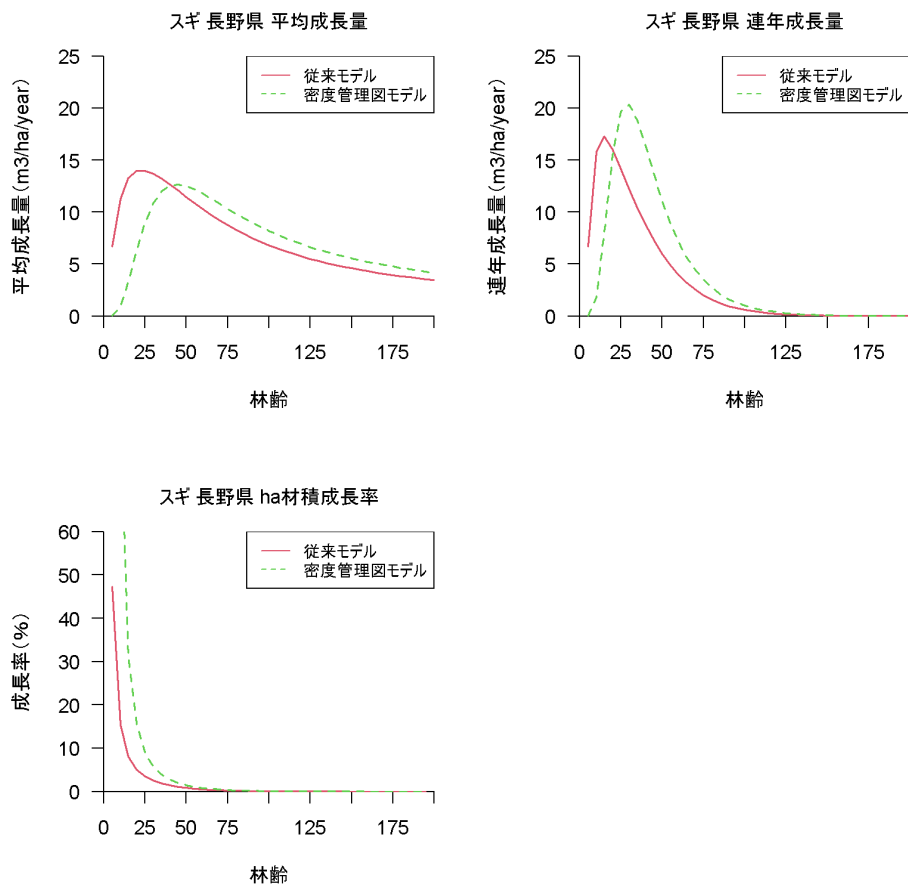 スギ 長野県 平均成長量
平均成長量(m3/ha/year)
25
20
15
10
5
0
従来モデル
密度管理図モデル
0 25 50 75 125 175
林齢
スギ 長野県 連年成長量
連年成長量(m3/ha/year)
25
20
15
10
5
0
従来モデル
密度管理図モデル
0 25 50 75 125 175
林齢
スギ 長野県 ha材積成長率
成長率(%)
60
50
40
30
20
10
0
従来モデル
密度管理図モデル
0 25 50 75 125 175
林齢